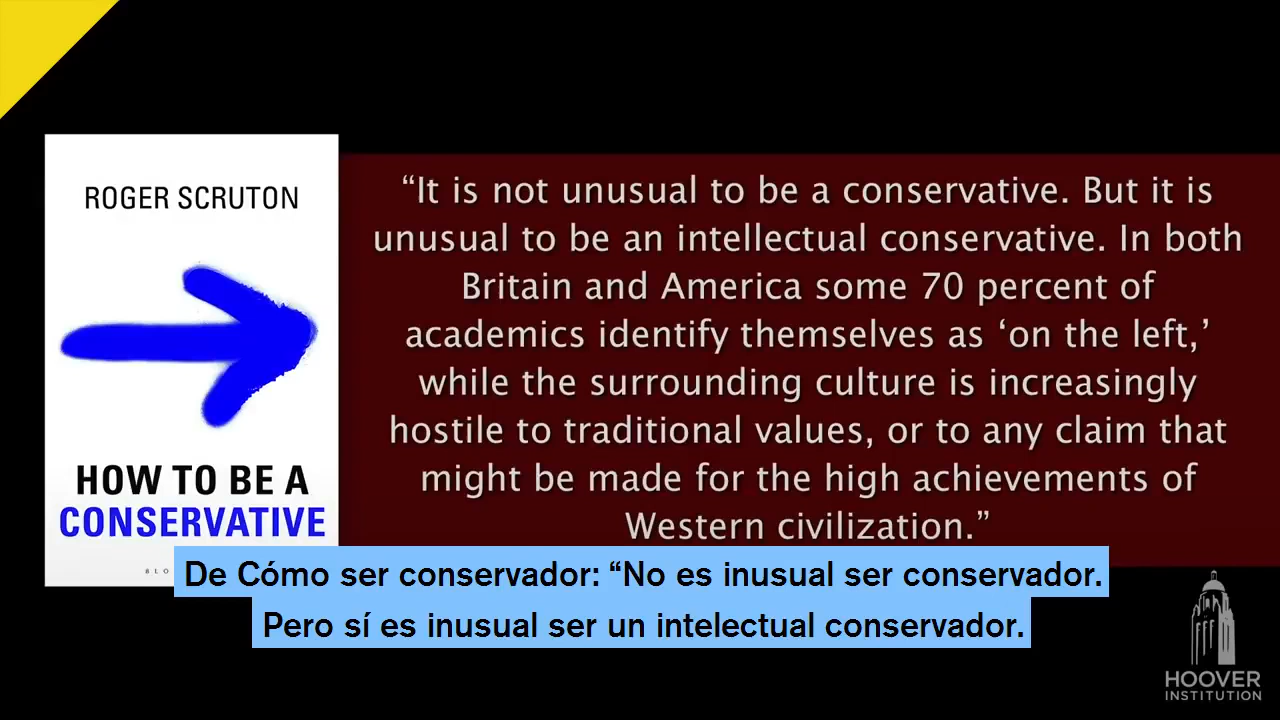 ROGER SCRUTON
HOW TO BE A
CONSERVATIVE
“It is not unusual to be a conservative. But it is
unusual to be an intellectual conservative. In both
Britain and America some 70 percent of
academics identify themselves as ‘on the left,’
while the surrounding culture is increasingly
hostile to traditional values, or to any claim that
might be made for the high achievements of
Western civilization.”
De Cómo ser conservador: “No es inusual ser conservador.
Pero sí es inusual ser un intelectual conservador.
HOOVER
INSTITUTION